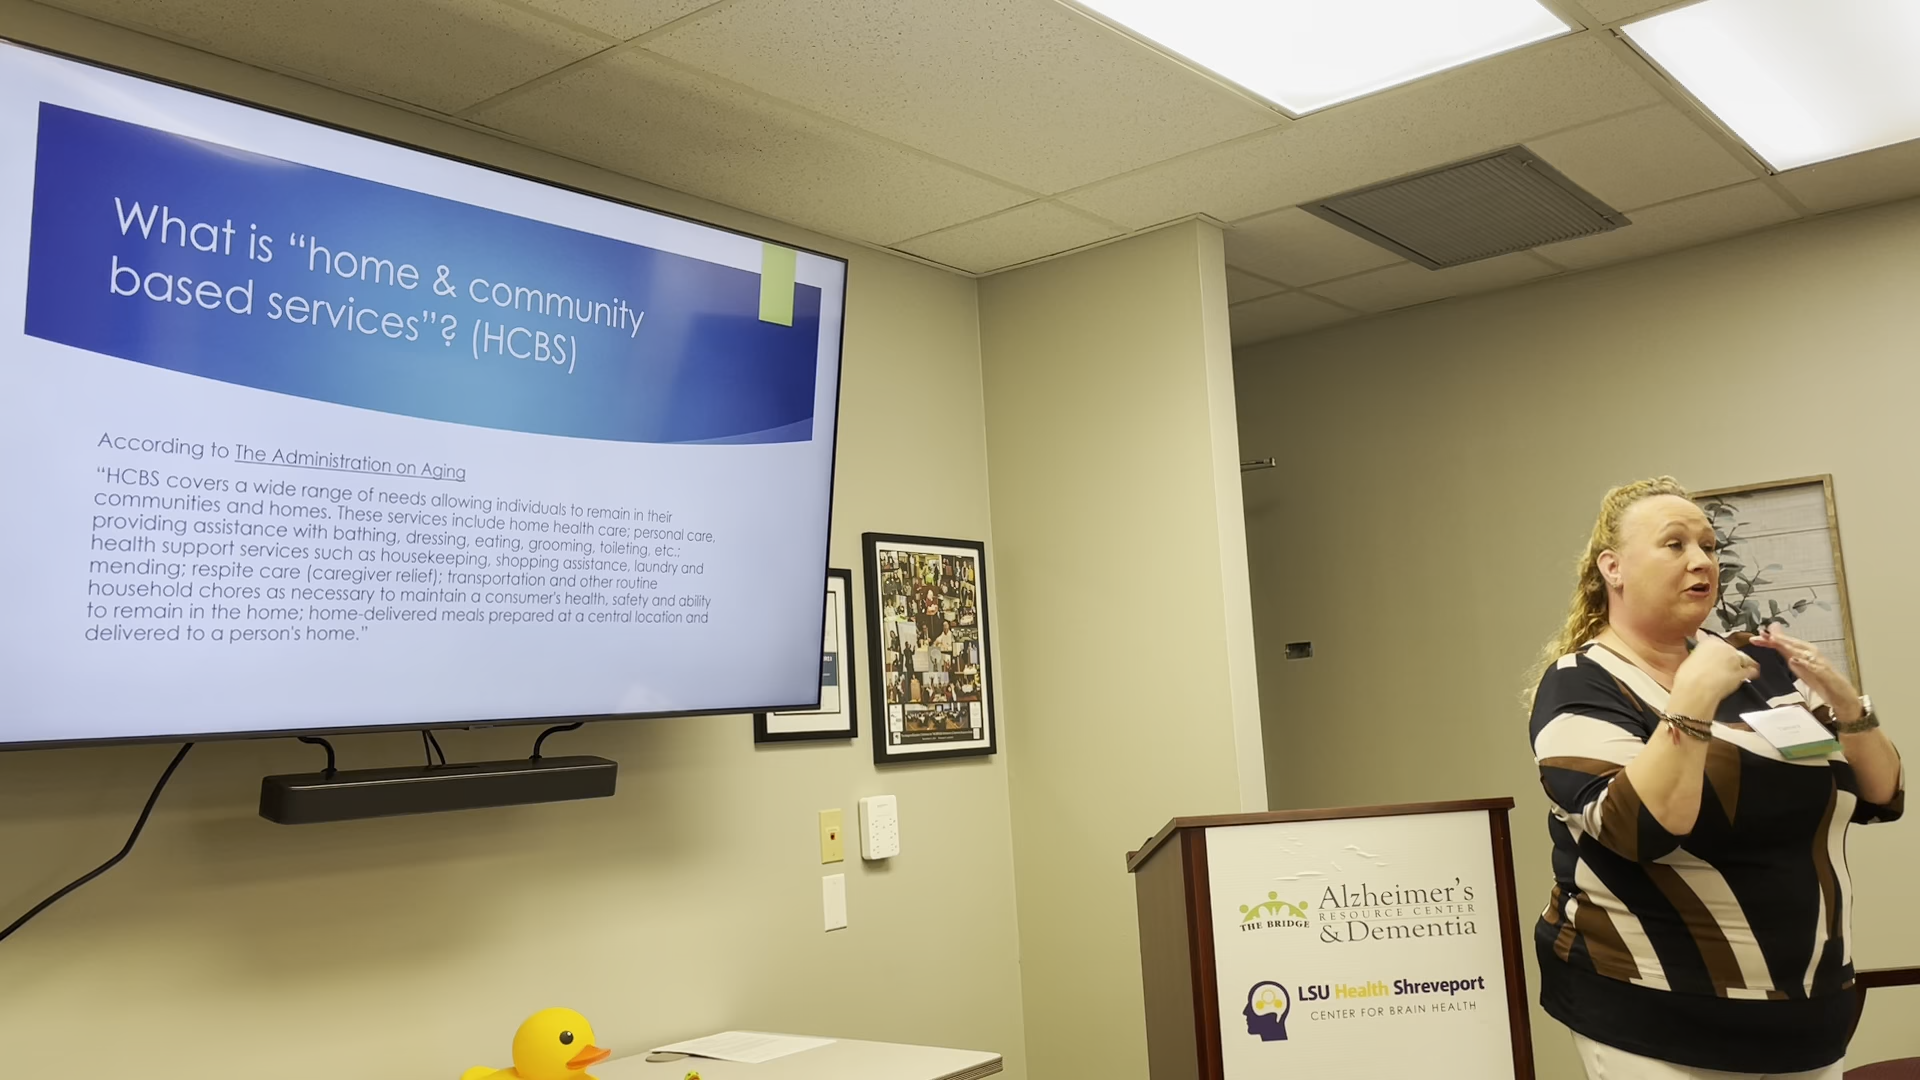 What is “home & community
based services”? (HCBS)
According to The Administration on Aging
“HCBS covers a wide range of needs allowing individuals to remain in their
communities and homes. These services include home health care; personal care,
providing assistance with bathing, dressing, eating, grooming, toileting, etc.;
health support services such as housekeeping, shopping assistance, laundry and
mending; respite care (caregiver relief); transportation and other routine
household chores as necessary to maintain a consumer's health, safety and ability
to remain in the home; home-delivered meals prepared at a central location and
delivered to a person's home.”
THE BRIDGE
Alzheimer's
RESOURCE CENTER
& Dementia
LSU Health Shreveport
CENTER FOR BRAIN HEALTH